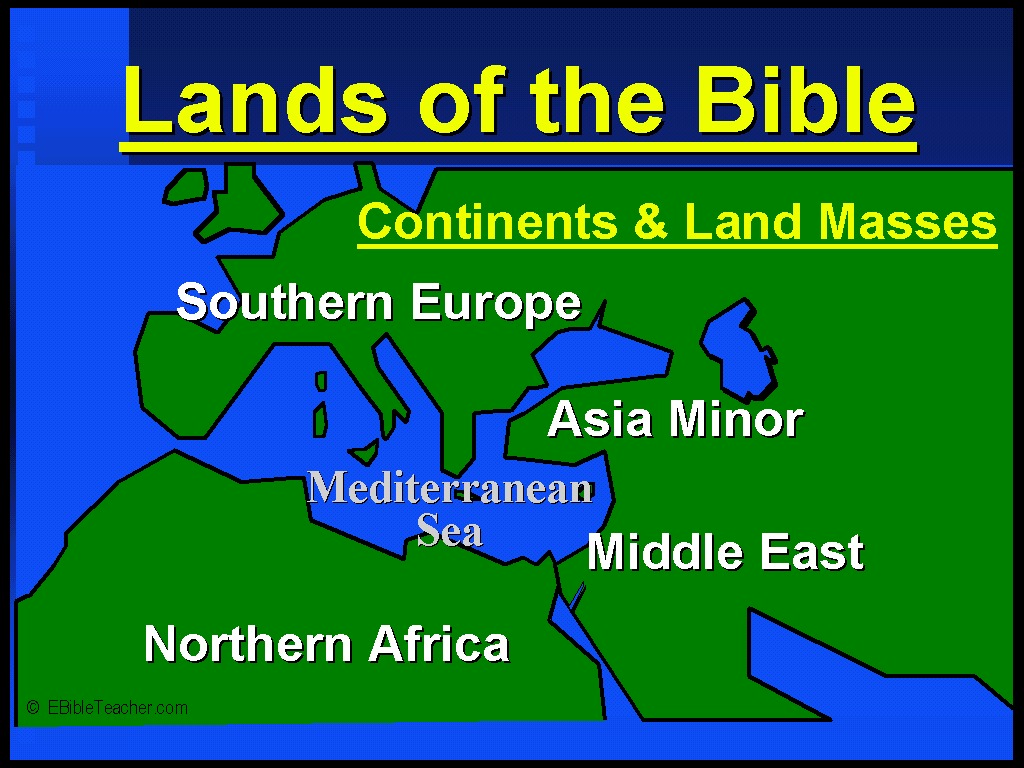 Lands of the Bible
Continents & Land Masses
Southern Europe
Asia Minor
Mediterranean
Sea
Middle East
Northern Africa
© EBibleTeacher.com